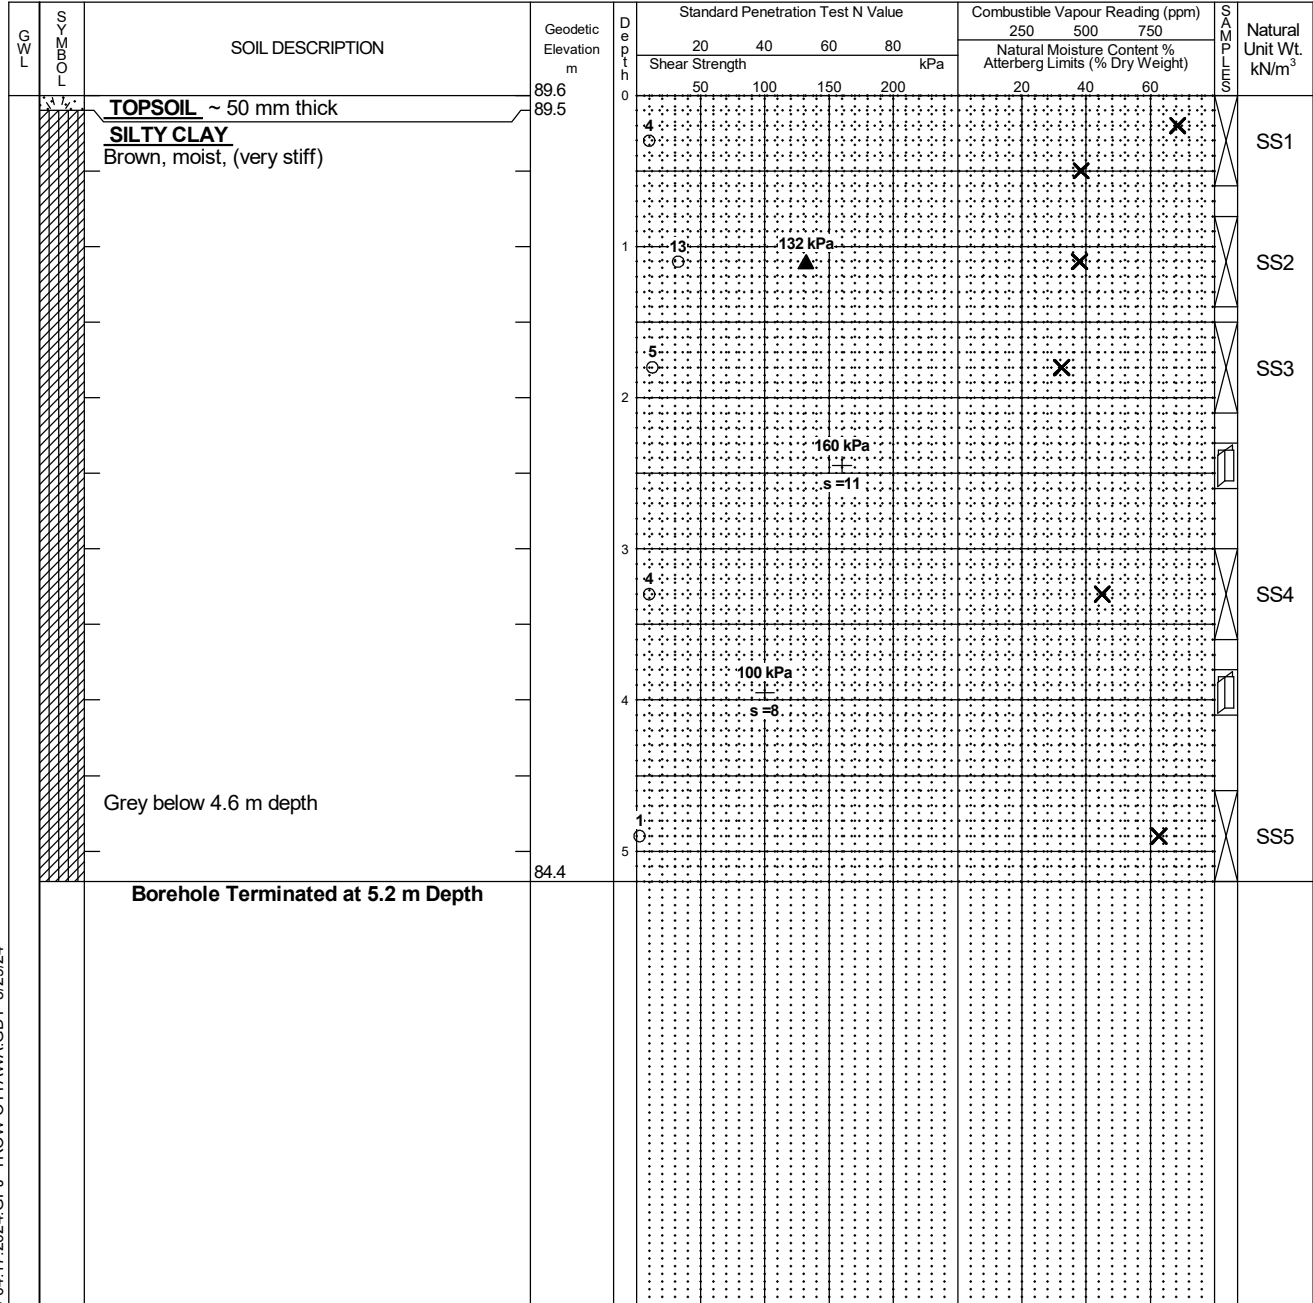 GWL
SYMBOL
SOIL DESCRIPTION
Geodetic
Elevation
m
Depth
Standard Penetration Test N Value
20 40 60 80
Shear Strength kPa
50 100 150 200
Combustible Vapour Reading (ppm)
250 500 750
Natural Moisture Content %
Atterberg Limits (% Dry Weight)
20 40 60
SAMPLES
Natural
Unit Wt.
kN/m³
89.6
0
TOPSOIL ~ 50 mm thick
89.5
SILTY CLAY
Brown, moist, (very stiff)
4
SS1
1
13
132 kPa
SS2
5
SS3
2
160 kPa
s =11
3
4
SS4
100 kPa
4
s =8
Grey below 4.6 m depth
1
SS5
5
84.4
Borehole Terminated at 5.2 m Depth